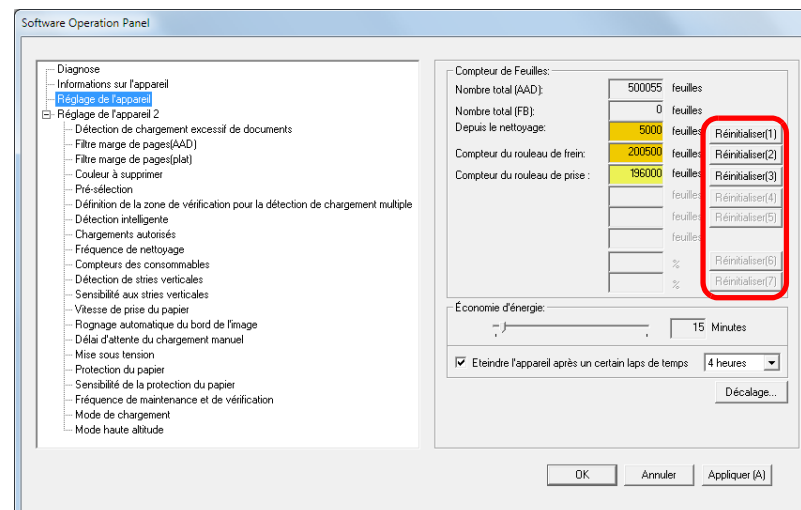 Software Operation Panel
Diagnose
Informations sur l'appareil
Réglage de l'appareil
Réglage de l'appareil 2
Détection de chargement excessif de documents
Filtre marge de pages(AAD)
Filtre marge de pages(plat)
Couleur à supprimer
Pré-sélection
Définition de la zone de vérification pour la détection de chargement multiple
Détection intelligente
Chargements autorisés
Fréquence de nettoyage
Compteurs des consommables
Détection de stries verticales
Sensibilité aux stries verticales
Vitesse de prise du papier
Rognage automatique du bord de l'image
Délai d'attente du chargement manuel
Mise sous tension
Protection du papier
Sensibilité de la protection du papier
Fréquence de maintenance et de vérification
Mode de chargement
Mode haute altitude
Compteur de Feuilles:
Nombre total (AAD): 500055 feuilles
Nombre total (FB): 0 feuilles
Depuis le nettoyage: 5000 feuilles Réinitialiser(1)
Compteur du rouleau de frein: 200500 feuilles Réinitialiser(2)
Compteur du rouleau de prise : 196000 feuilles Réinitialiser(3)
feuilles Réinitialiser(4)
feuilles Réinitialiser(5)
feuilles
% Réinitialiser(6)
% Réinitialiser(7)
Économie d'énergie:
15 Minutes
Eteindre l'appareil après un certain laps de temps 4 heures
Décalage...
OK Annuler Appliquer (A)